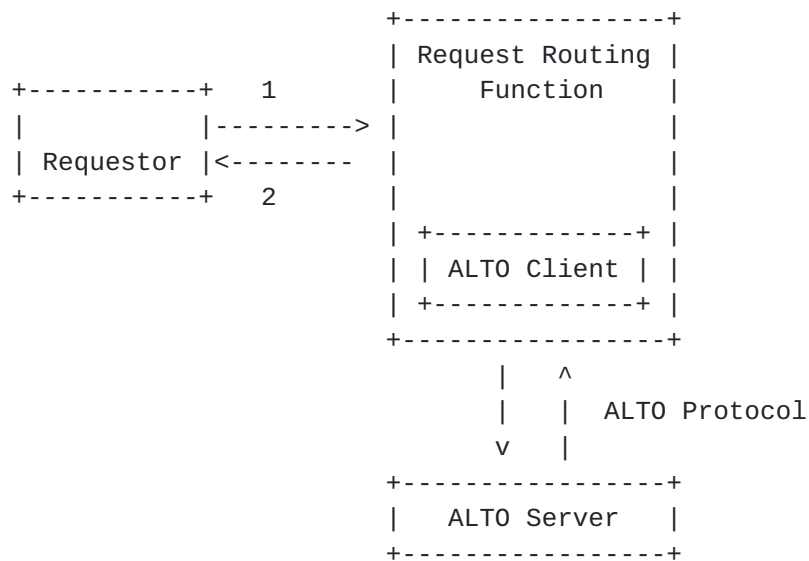 Request Routing
1 Function
Requestor
2
ALTO Client
ALTO Protocol
ALTO Server